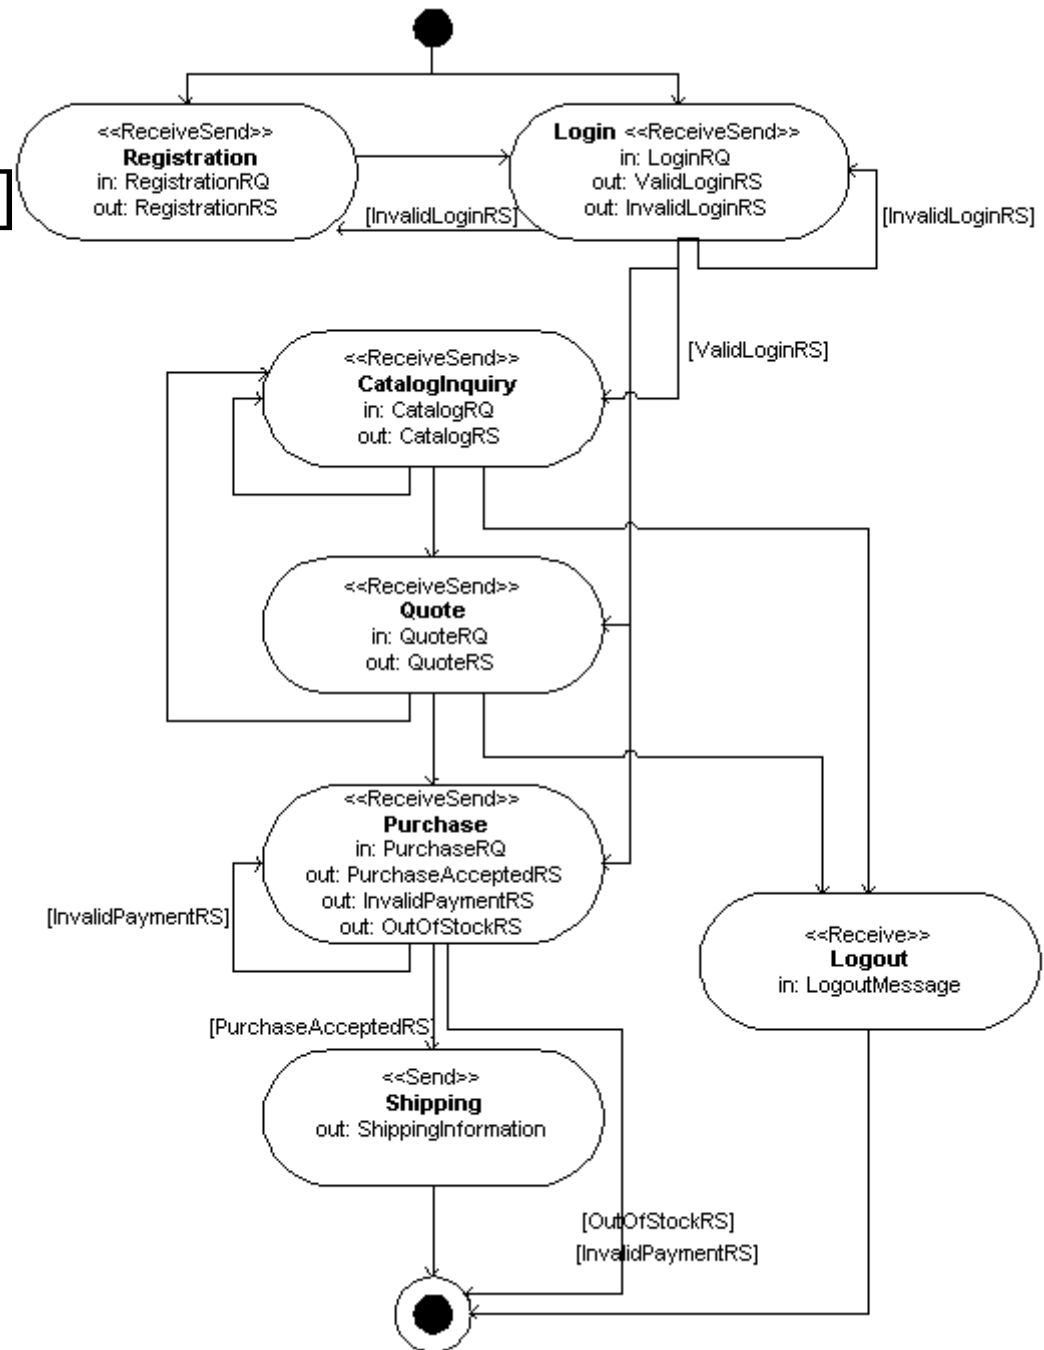 <<ReceiveSend>>
Registration
in: RegistrationRQ
out: RegistrationRS
Login <<ReceiveSend>>
in: LoginRQ
out: ValidLoginRS
out: InvalidLoginRS
[InvalidLoginRS]
[InvalidLoginRS]
[ValidLoginRS]
<<ReceiveSend>>
CatalogInquiry
in: CatalogRQ
out: CatalogRS
<<ReceiveSend>>
Quote
in: QuoteRQ
out: QuoteRS
<<ReceiveSend>>
Purchase
in: PurchaseRQ
out: PurchaseAcceptedRS
out: InvalidPaymentRS
out: OutOfStockRS
[InvalidPaymentRS]
<<Receive>>
Logout
in: LogoutMessage
[PurchaseAcceptedRS]
<<Send>>
Shipping
out: ShippingInformation
[OutOfStockRS]
[InvalidPaymentRS]